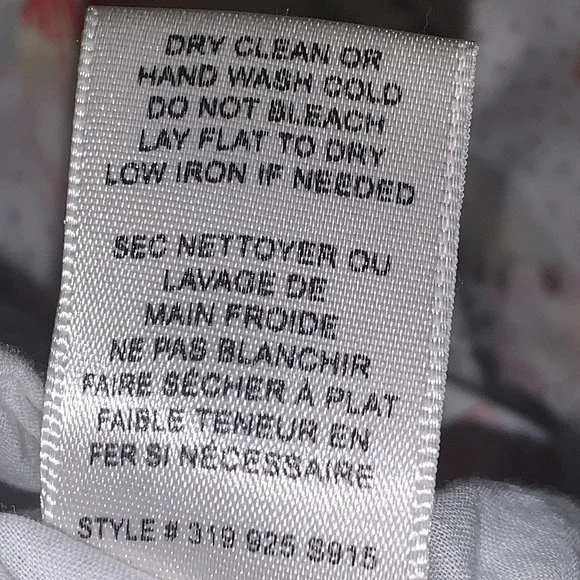 DRY CLEAN OR
HAND WASH COLD
DO NOT BLEACH
LAY FLAT TO DRY
LOW IRON IF NEEDED
SEC NETTOYER OU
LAVAGE DE
MAIN FROIDE
NE PAS BLANCHIR
FAIRE SÉCHER À PLAT
FAIBLE TENEUR EN
FER SI NÉCESSAIRE
STYLE # 319 925 S915